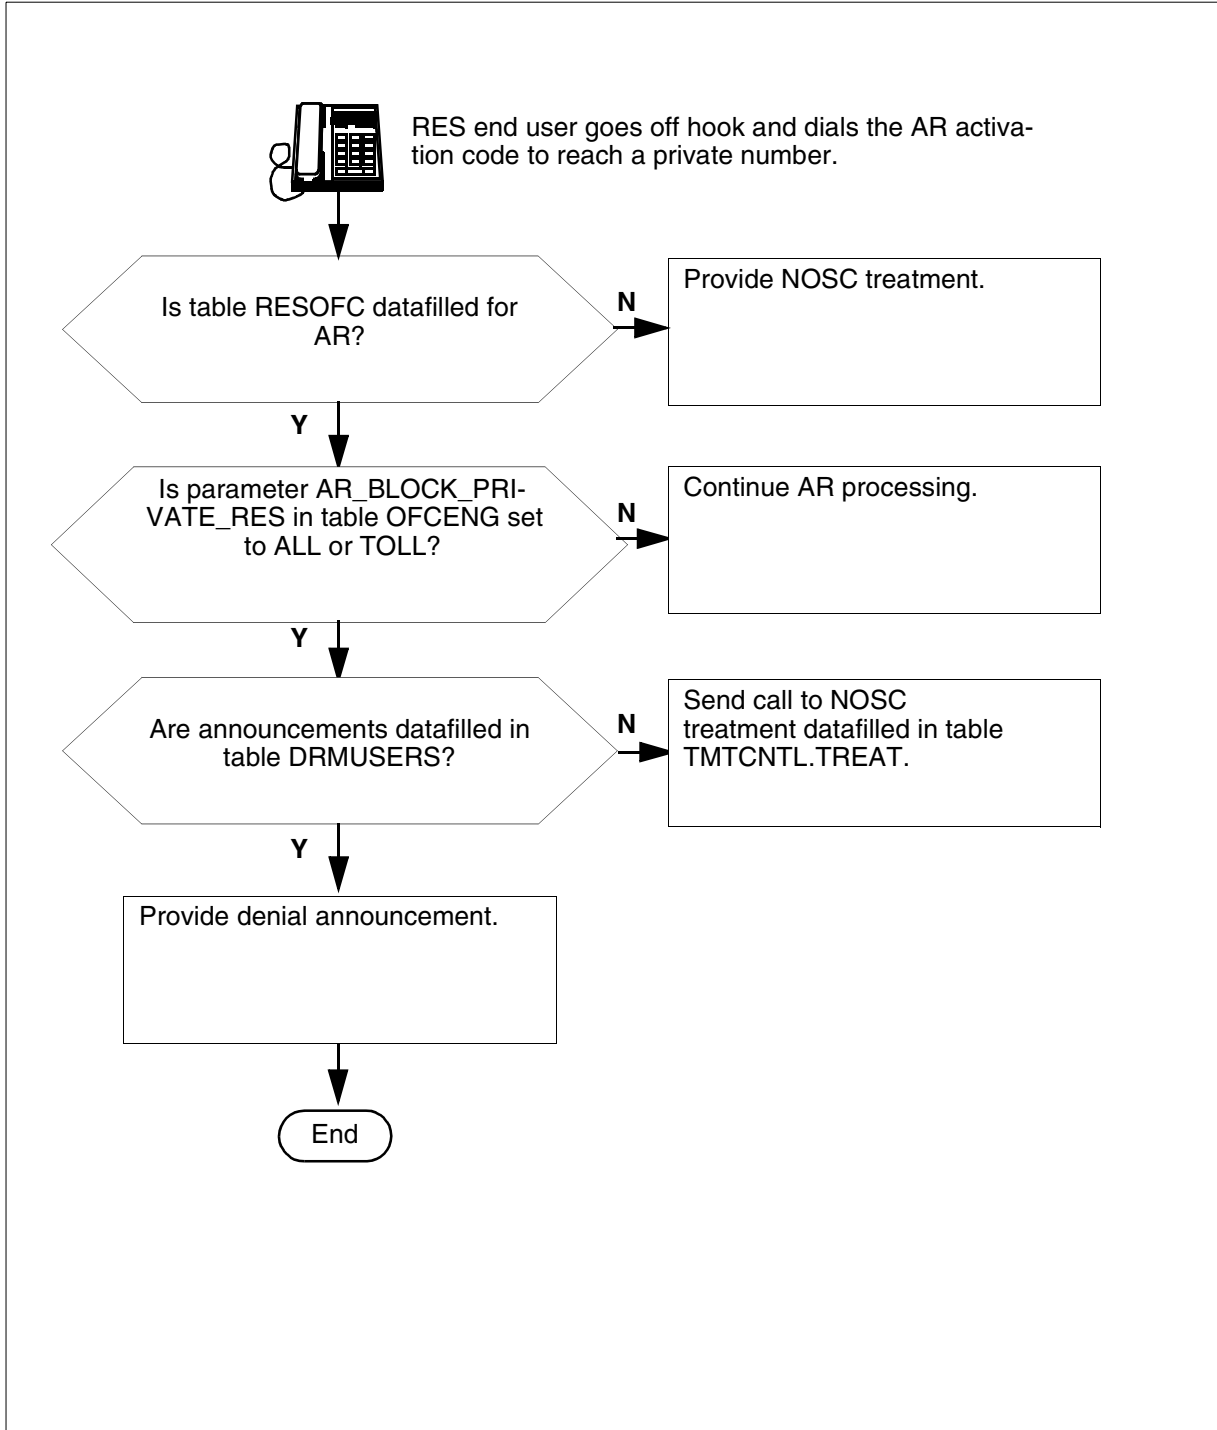 RES end user goes off hook and dials the AR activa-
tion code to reach a private number.
Is table RESOFC datafilled for
AR?
N
Provide NOSC treatment.
Y
Is parameter AR_BLOCK_PRI-
VATE_RES in table OFCENG set
to ALL or TOLL?
N
Continue AR processing.
Y
Are announcements datafilled in
table DRMUSERS?
N
Send call to NOSC
treatment datafilled in table
TMTCNTL.TREAT.
Y
Provide denial announcement.
End